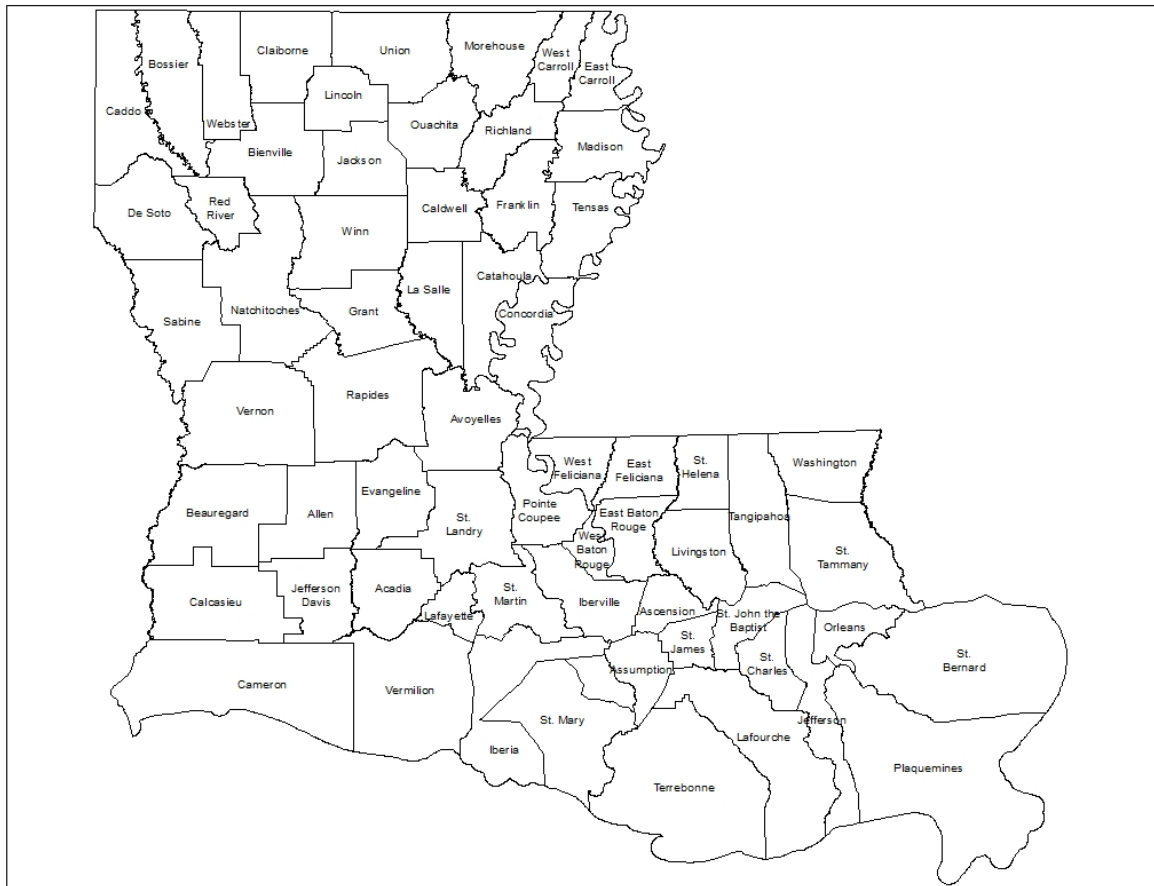 Claiborne
Union
Morehouse
West
Carroll
East
Carroll
Bossier
Caddo
Webster
Lincoln
Ouachita
Richland
Madison
Bienville
Jackson
De Soto
Red
River
Winn
Caldwell
Franklin
Tensas
Sabine
Natchitoches
Grant
La Salle
Catahoula
Concordia
Vernon
Rapides
Avoyelles
Beauregard
Allen
Evangeline
St.
Landry
Pointe
Coupee
West
Feliciana
East
Feliciana
St.
Helena
Tangipahoa
Washington
West
Baton
Rouge
East Baton
Rouge
Livingston
St.
Tammany
Calcasieu
Jefferson
Davis
Acadia
Lafayette
St.
Martin
Iberville
Ascension
St. John the
Baptist
Orleans
St.
James
St.
Charles
St.
Bernard
Cameron
Vermilion
Assumption
Iberia
St. Mary
Terrebonne
Lafourche
Jefferson
Plaquemines